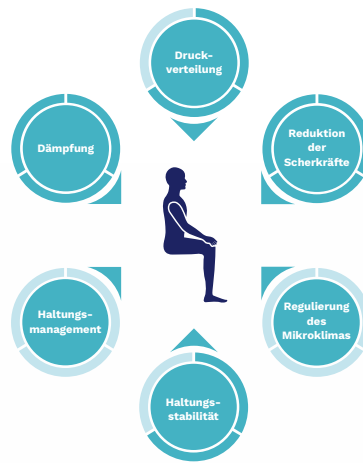 Druck-
verteilung
Dämpfung
Reduktion
der
Scherkräfte
Haltungs-
management
Regulierung
des
Mikroklimas
Haltungs-
stabilität